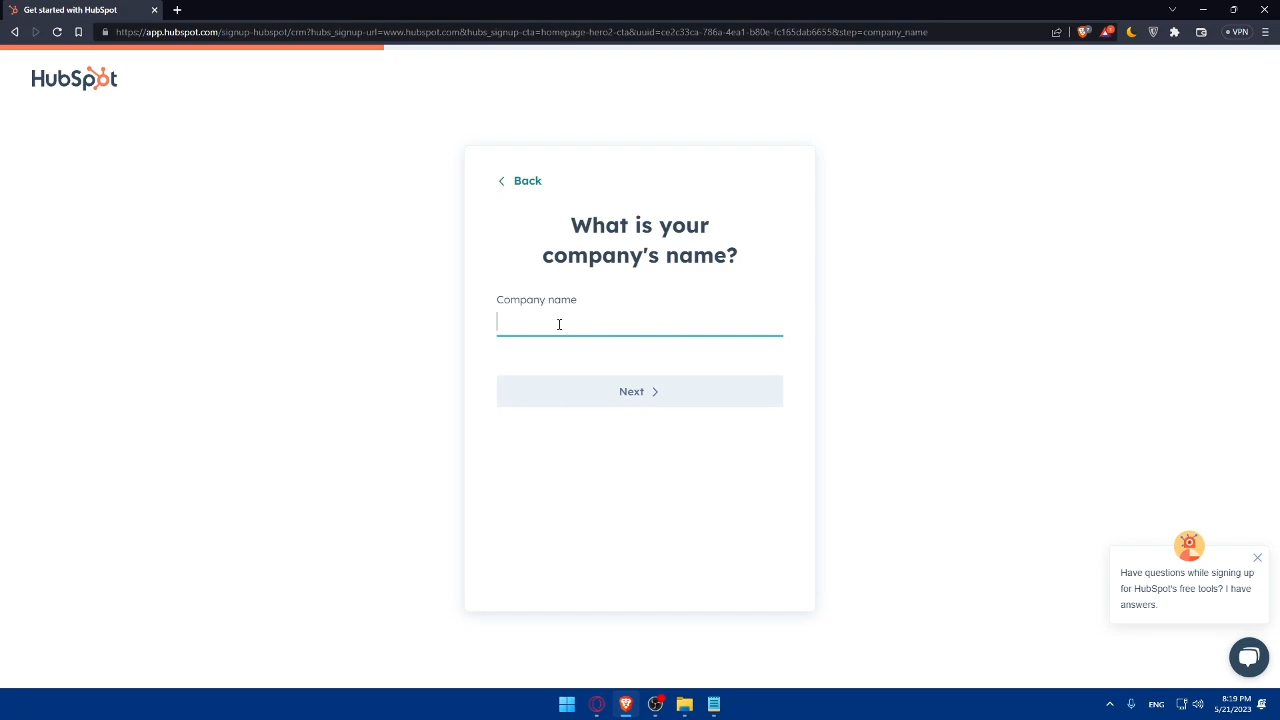 Get started with HubSpot
https://app.hubspot.com/signup-hubspot/crm?hubs_signup-url=www.hubspot.com&hubs_signup-cta=homepage-hero2-cta&uuid=ce2c33ca-786a-4ea1-b80e-fc165dab6655&step=company_name
VPN
HubSpot
Back
What is your
company's name?
Company name
Next
Have questions while signing up
for HubSpot's free tools? I have
answers.
ENG
8:19 PM
5/21/2023